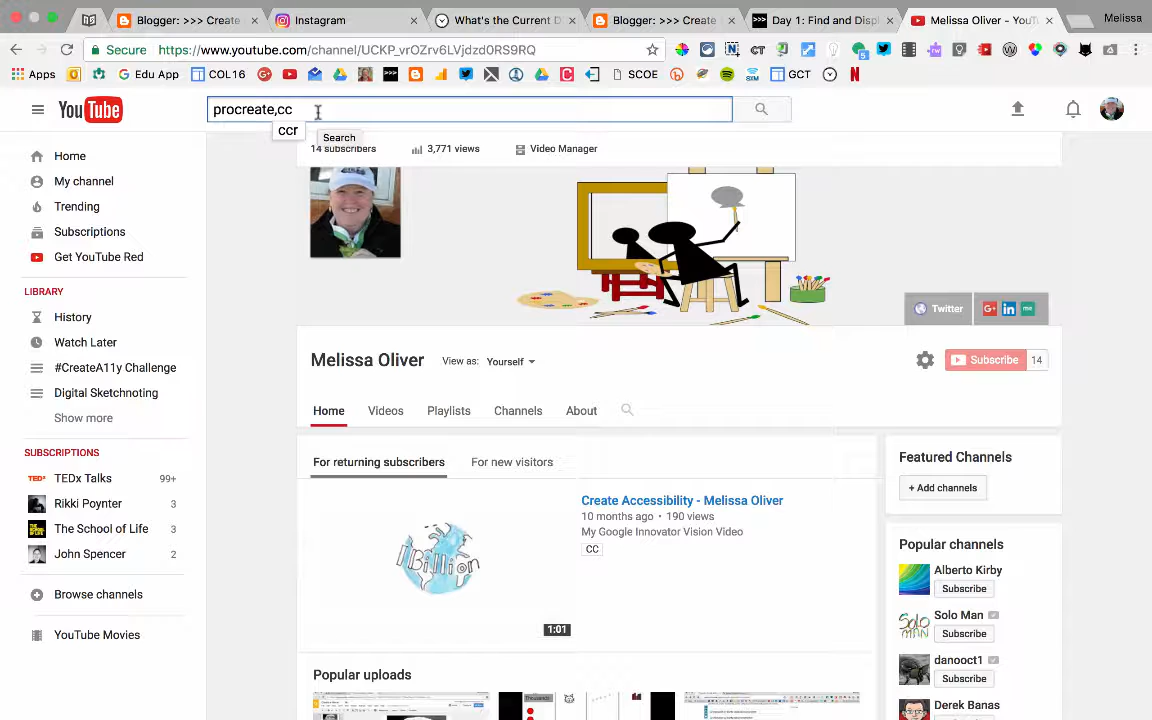 Blogger: >>> Create
Instagram
What's the Current D
Blogger: >>> Create
Day 1: Find and Displ
Melissa Oliver - YouT
Melissa
Secure
https://www.youtube.com/channel/UCKP_vrOZrv6LVjdzd0RS9RQ
Apps
Edu App
COL16
SCOE
GCT
YouTube
procreate,cc
ccr
Search
14 subscribers
3,771 views
Video Manager
Home
My channel
Trending
Subscriptions
Get YouTube Red
LIBRARY
History
Watch Later
#CreateA11y Challenge
Digital Sketchnoting
Show more
SUBSCRIPTIONS
TEDx Talks 99+
Rikki Poynter 3
The School of Life 3
John Spencer 2
Browse channels
YouTube Movies
Twitter
Melissa Oliver
View as: Yourself
Subscribe 14
Home
Videos
Playlists
Channels
About
For returning subscribers
For new visitors
1 Billion
1:01
Create Accessibility - Melissa Oliver
10 months ago • 190 views
My Google Innovator Vision Video
CC
Popular uploads
Featured Channels
+ Add channels
Popular channels
Alberto Kirby
Subscribe
Solo Man
Subscribe
danooct1
Subscribe
Derek Banas
Subscribe